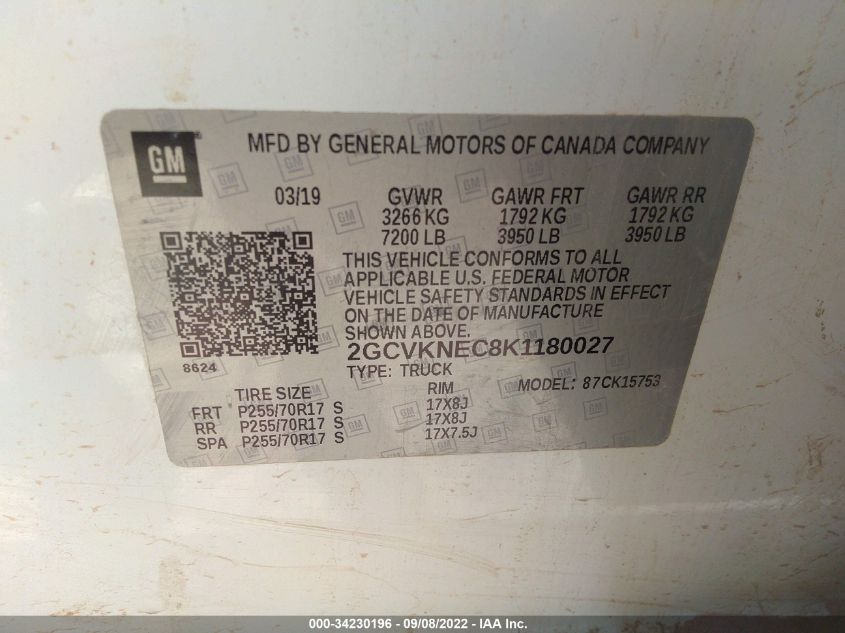 GM
MFD BY GENERAL MOTORS OF CANADA COMPANY
03/19 GVWR GAWR FRT GAWR RR
3266 KG 1792 KG 1792 KG
7200 LB 3950 LB 3950 LB
THIS VEHICLE CONFORMS TO ALL
APPLICABLE U.S. FEDERAL MOTOR
VEHICLE SAFETY STANDARDS IN EFFECT
ON THE DATE OF MANUFACTURE
SHOWN ABOVE.
8624 2GCVKNEC8K1180027
TYPE: TRUCK MODEL: 87CK15753
TIRE SIZE RIM
FRT P255/70R17 S 17X8J
RR P255/70R17 S 17X8J
SPA P255/70R17 S 17X7.5J
000-34230196 - 09/08/2022 - IAA Inc.